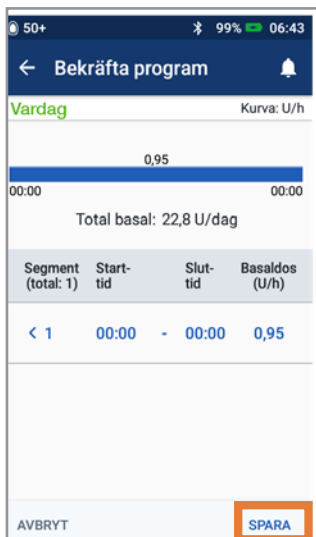 50+ 99% 06:43
← Bekräfta program
Vardag Kurva: U/h
0,95
00:00 00:00
Total basal: 22,8 U/dag
Segment Start- Slut- Basaldos
(total: 1) tid tid (U/h)
< 1 00:00 - 00:00 0,95
AVBRYT SPARA